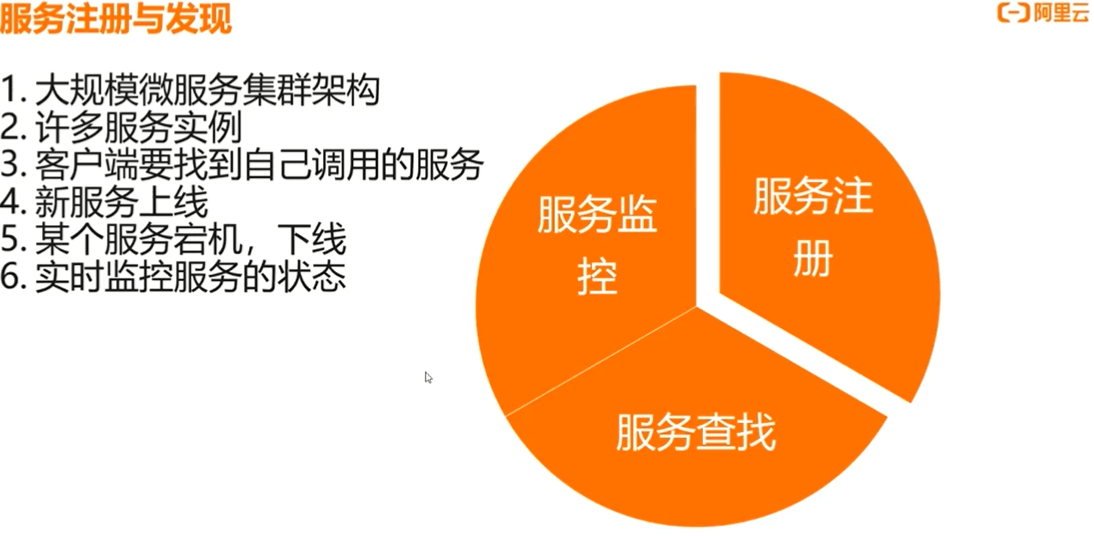 服务注册与发现
阿里云
1. 大规模微服务集群架构
2. 许多服务实例
3. 客户端要找到自己调用的服务
4. 新服务上线
5. 某个服务宕机，下线
6. 实时监控服务的状态
服务监
控
服务注
册
服务查找